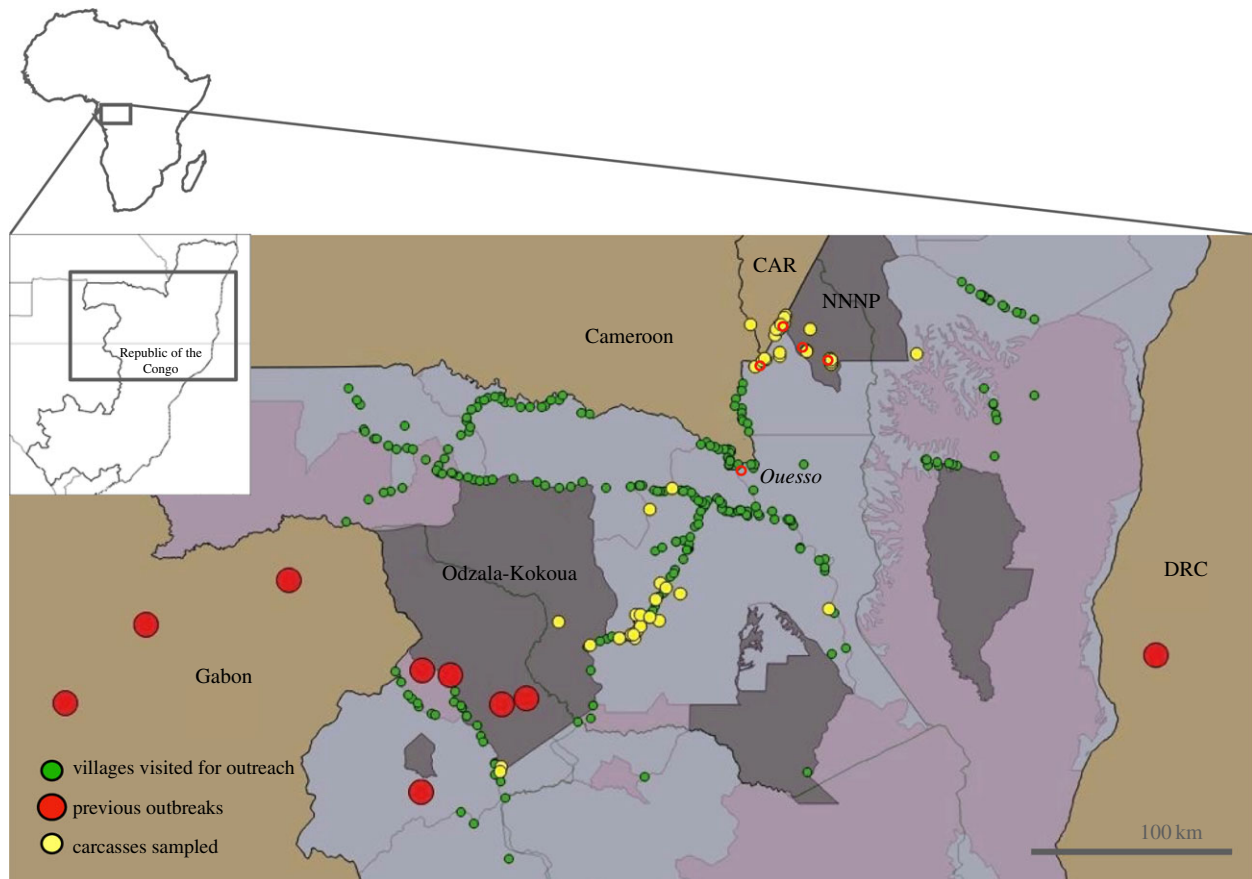 CAR
NNNP
Cameroon
Republic of the
Congo
Ouesso
Odzala-Kokoua
DRC
Gabon
villages visited for outreach
previous outbreaks
carcasses sampled
100 km